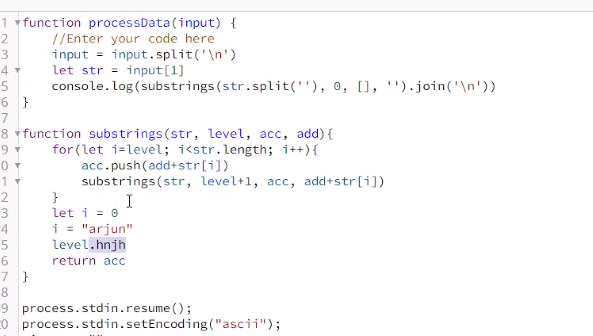 1 function processData(input) {
2 //Enter your code here
3 input = input.split('\n')
4 let str = input[1]
5 console.log(substrings(str.split(''), 0, [], '').join('\n'))
6 }
7
8 function substrings(str, level, acc, add){
9 for(let i=level; i<str.length; i++){
0 acc.push(add+str[i])
1 substrings(str, level+1, acc, add+str[i])
2 }
3 let i = 0
4 i = "arjun"
5 level.hnjh
6 return acc
7 }
8
9 process.stdin.resume();
20 process.stdin.setEncoding("ascii");